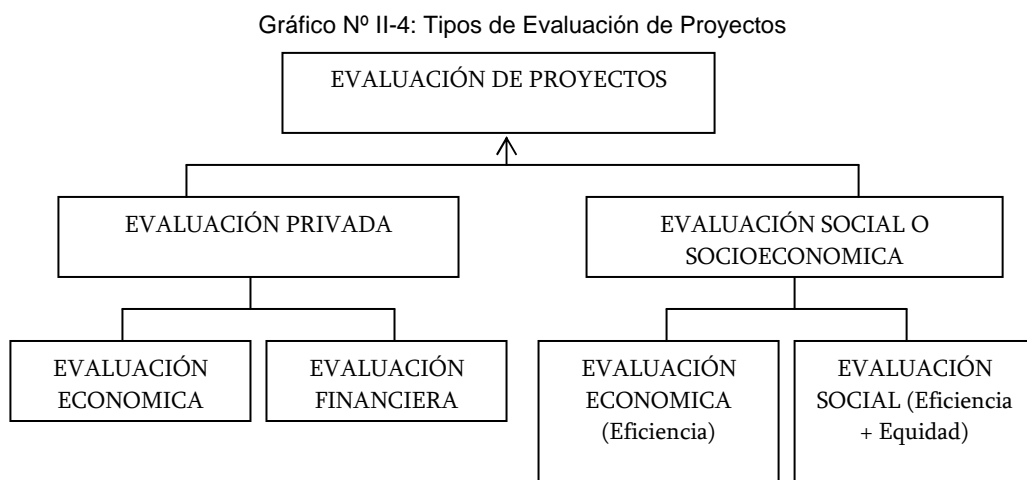 Gráfico Nº II-4: Tipos de Evaluación de Proyectos
EVALUACIÓN DE PROYECTOS
EVALUACIÓN PRIVADA
EVALUACIÓN SOCIAL O
SOCIOECONOMICA
EVALUACIÓN
ECONOMICA
EVALUACIÓN
FINANCIERA
EVALUACIÓN
ECONOMICA
(Eficiencia)
EVALUACIÓN
SOCIAL (Eficiencia
+ Equidad)